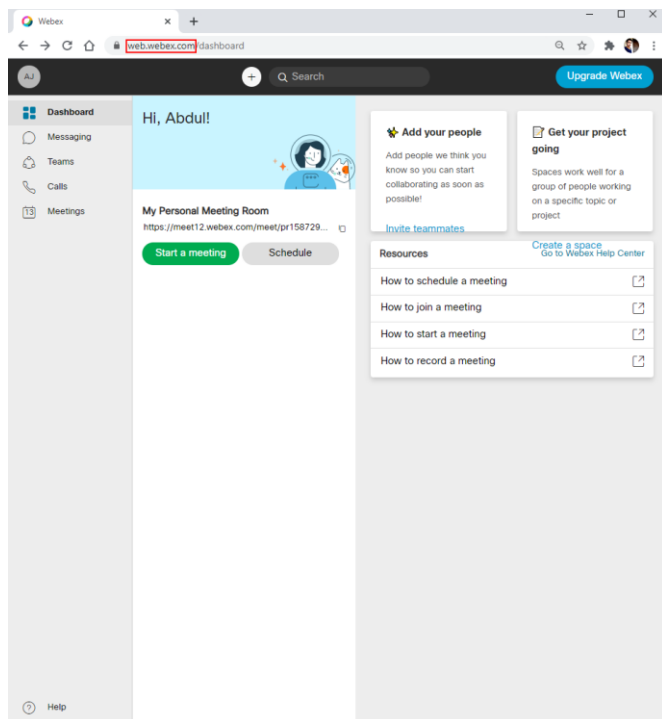 Webex
web.webex.com/dashboard
AJ
Search
Upgrade Webex
Dashboard
Messaging
Teams
Calls
13
Meetings
Help
Hi, Abdul!
My Personal Meeting Room
https://meet12.webex.com/meet/pr158729...
Start a meeting
Schedule
Add your people
Add people we think you
know so you can start
collaborating as soon as
possible!
Invite teammates
Get your project
going
Spaces work well for a
group of people working
on a specific topic or
project
Create a space
Resources
Go to Webex Help Center
How to schedule a meeting
How to join a meeting
How to start a meeting
How to record a meeting